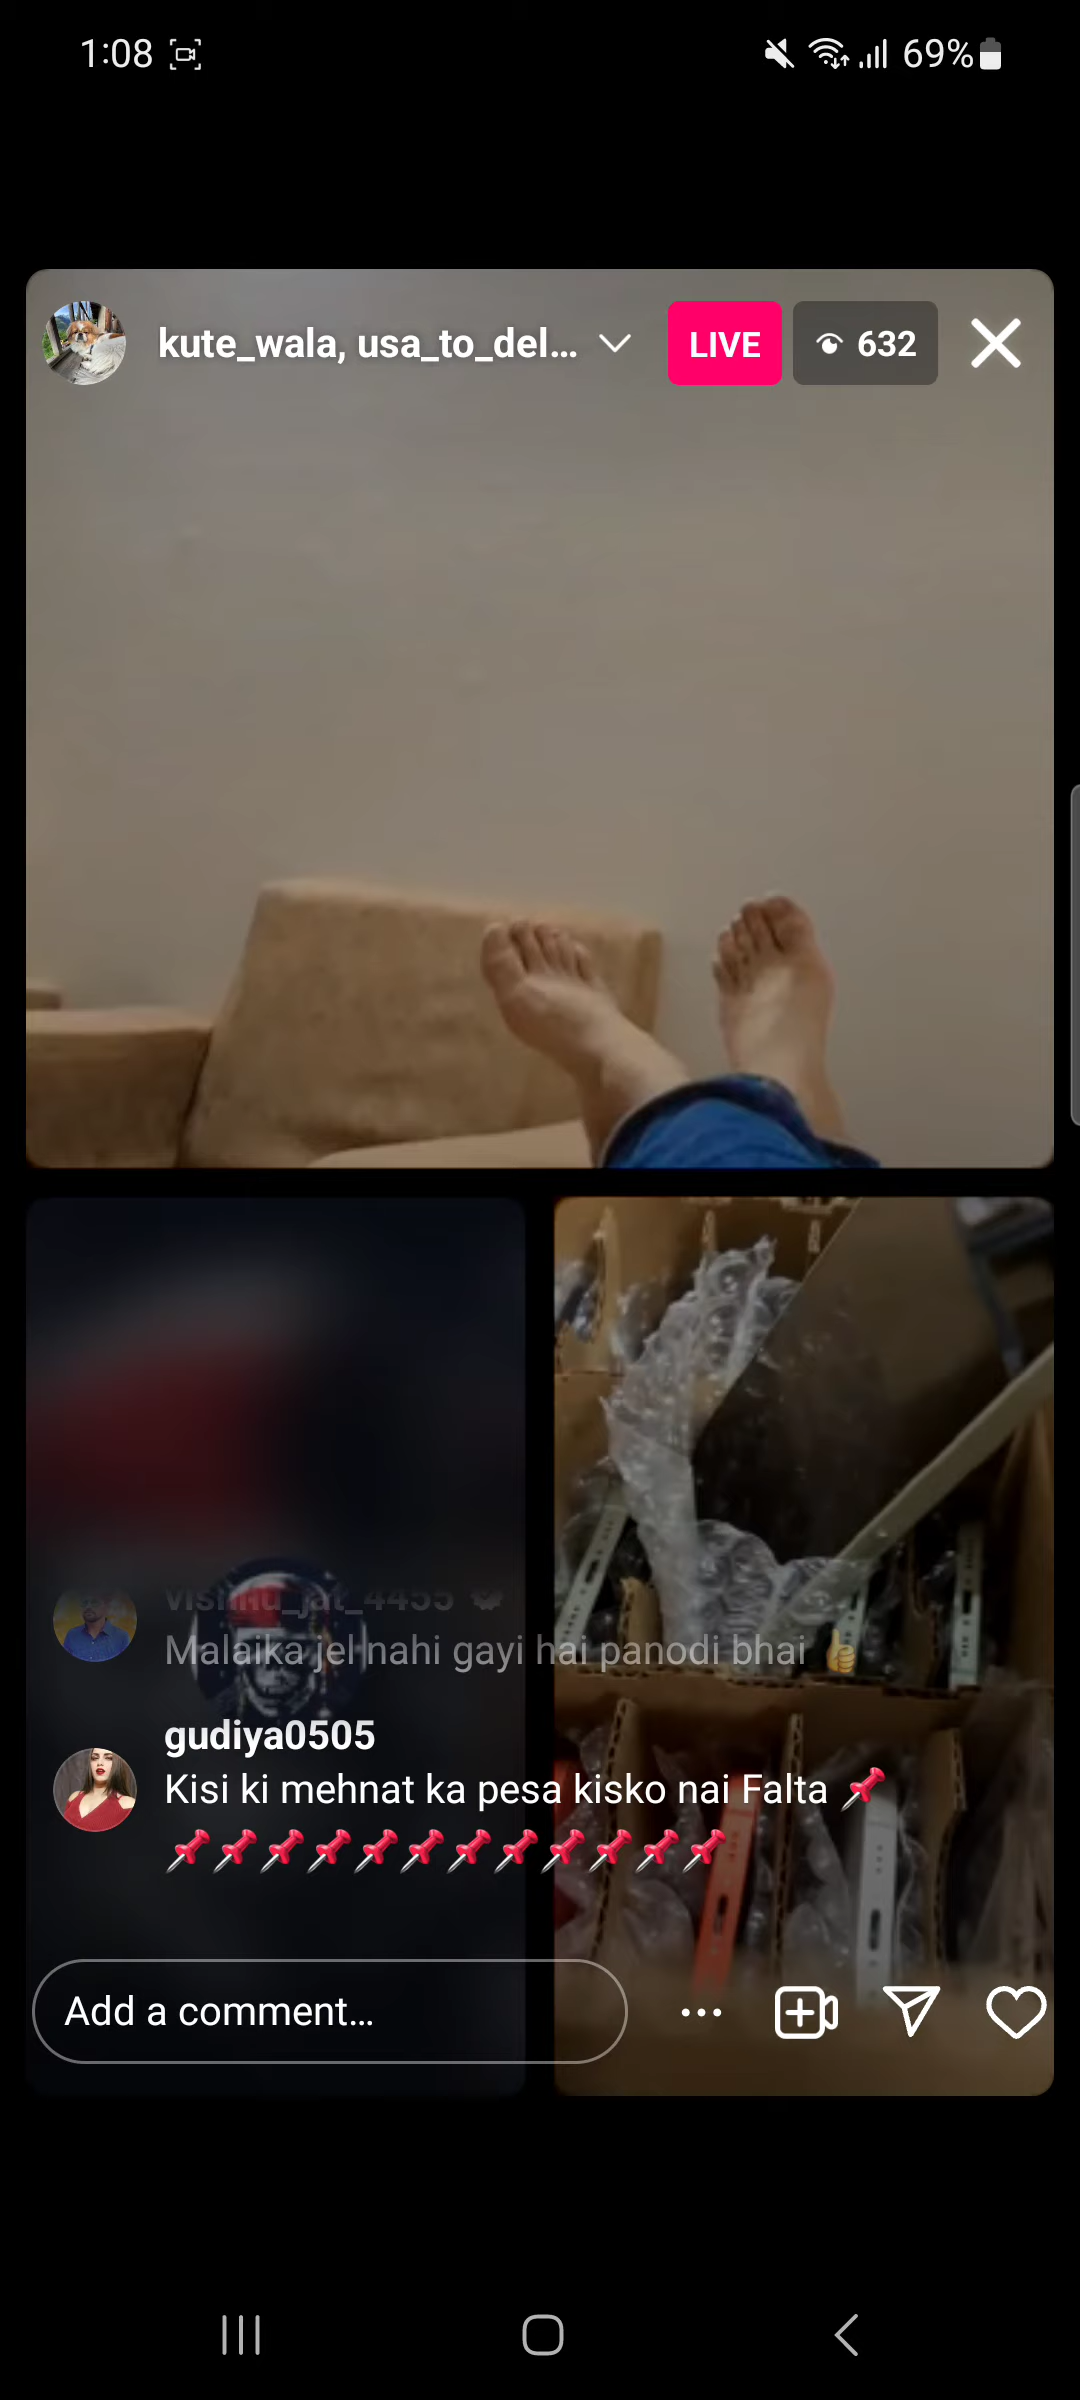 1:08
69%
kute_wala, usa_to_del...
LIVE
632
vishnu_jat_4455
Malaika jel nahi gayi hai panodi bhai 👍
gudiya0505
Kisi ki mehnat ka pesa kisko nai Falta 📌
📌📌📌📌📌📌📌📌📌📌📌📌
Add a comment...